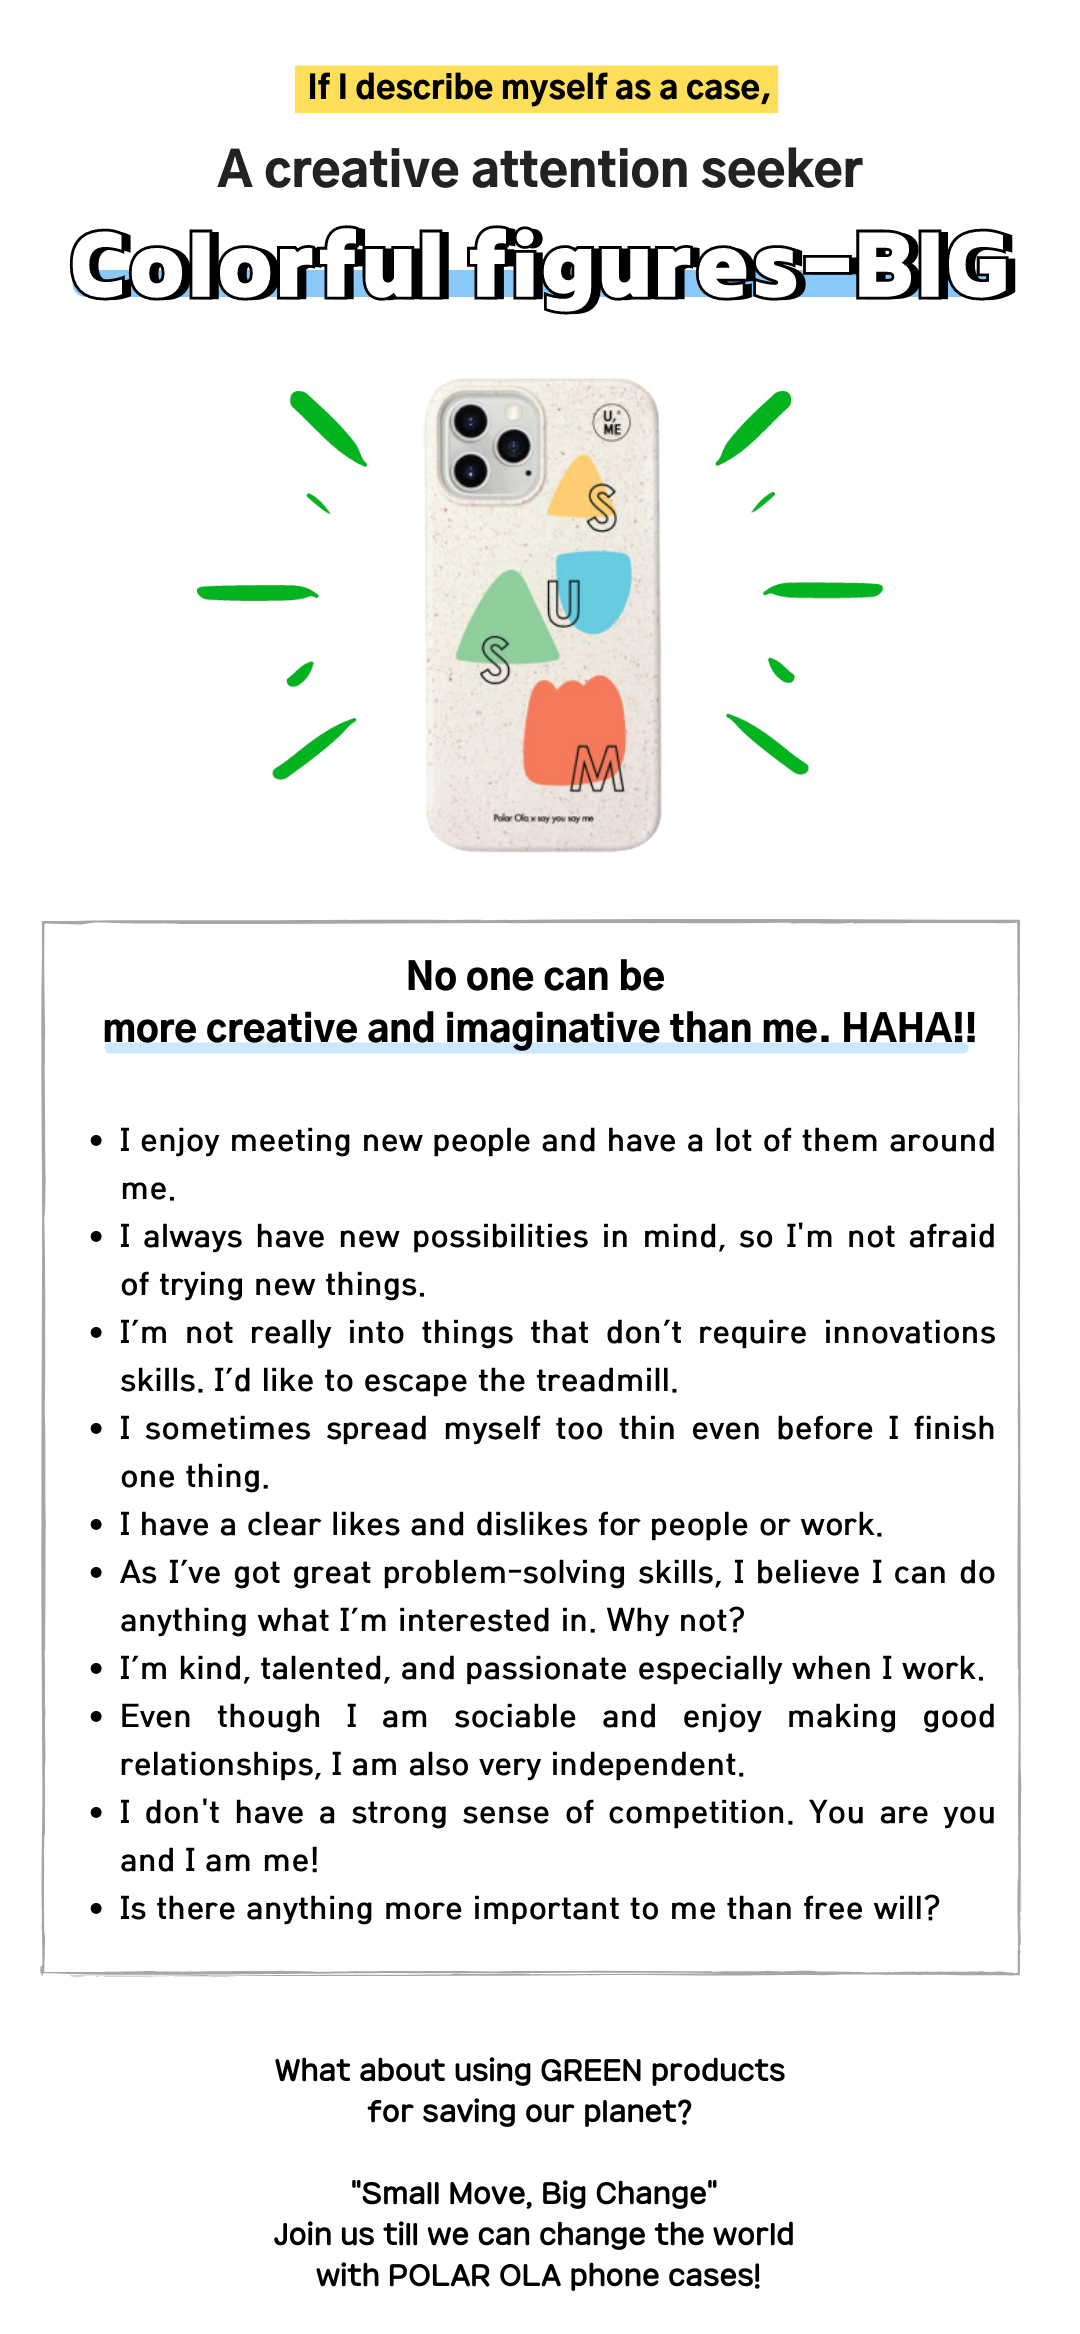 If I describe myself as a case,
A creative attention seeker
Colorful figures-BIG
U,
ME
S
U
S
M
Polar Ola x say you say me
No one can be
more creative and imaginative than me. HAHA!!
• I enjoy meeting new people and have a lot of them around
me.
• I always have new possibilities in mind, so I'm not afraid
of trying new things.
• I′m not really into things that don′t require innovations
skills. I′d like to escape the treadmill.
• I sometimes spread myself too thin even before I finish
one thing.
• I have a clear likes and dislikes for people or work.
• As I′ve got great problem-solving skills, I believe I can do
anything what I′m interested in. Why not?
• I′m kind, talented, and passionate especially when I work.
• Even though I am sociable and enjoy making good
relationships, I am also very independent.
• I don't have a strong sense of competition. You are you
and I am me!
• Is there anything more important to me than free will?
What about using GREEN products
for saving our planet?
"Small Move, Big Change"
Join us till we can change the world
with POLAR OLA phone cases!